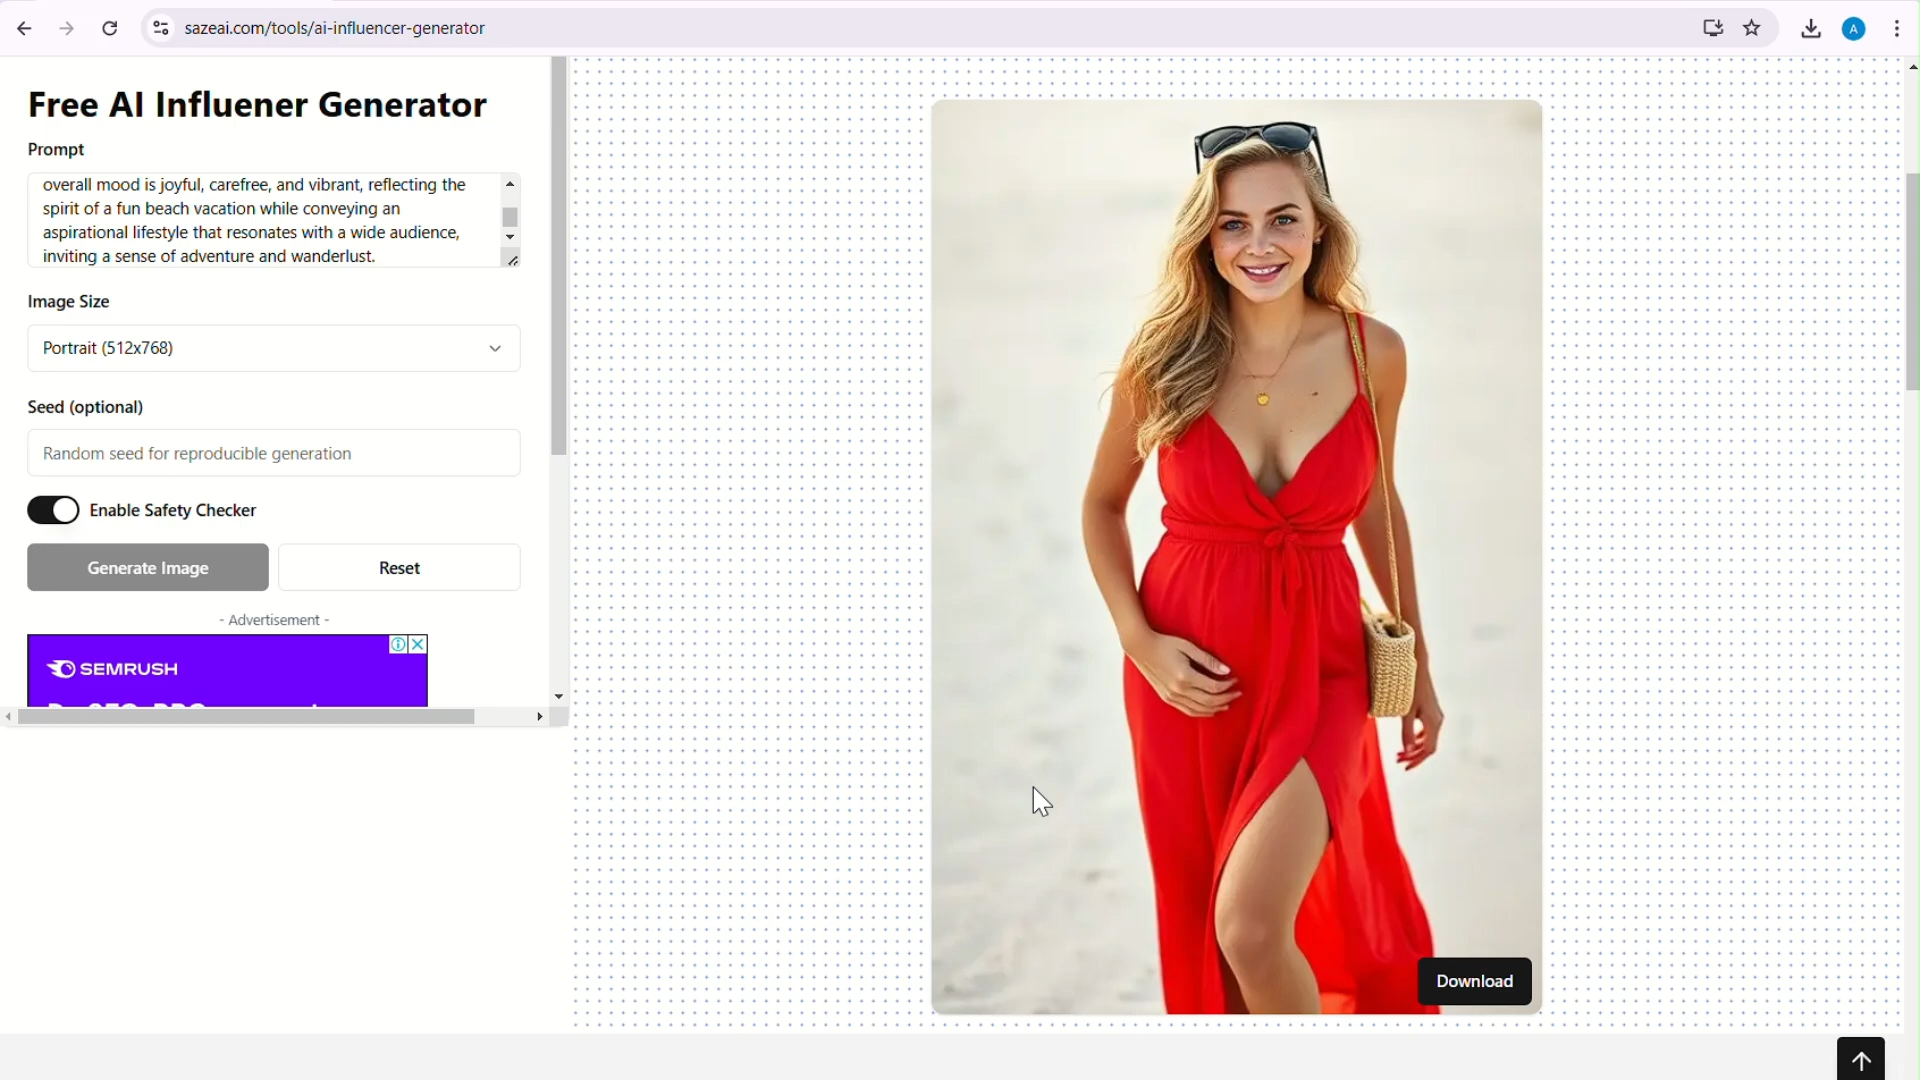 sazeai.com/tools/ai-influencer-generator
A
Free AI Influener Generator
Prompt
overall mood is joyful, carefree, and vibrant, reflecting the
spirit of a fun beach vacation while conveying an
aspirational lifestyle that resonates with a wide audience,
inviting a sense of adventure and wanderlust.
Image Size
Portrait (512x768)
Seed (optional)
Random seed for reproducible generation
Enable Safety Checker
Generate Image
Reset
- Advertisement -
SEMRUSH
Download